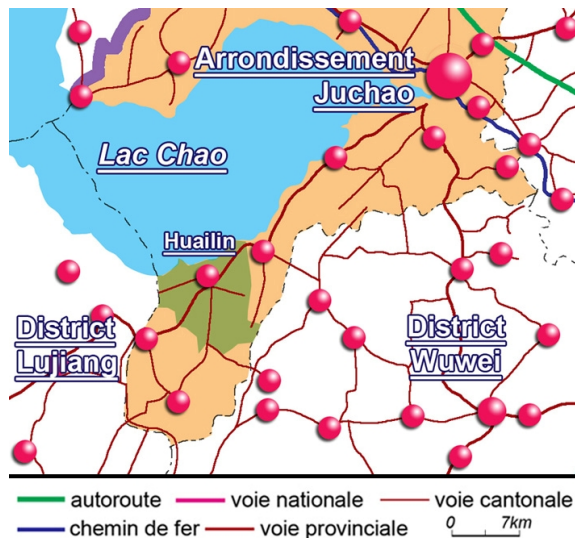 Arrondissement
Juchao
Lac Chao
Huailin
District
Lujiang
District
Wuwei
autoroute
voie nationale
voie cantonale
chemin de fer
voie provinciale
0 7km